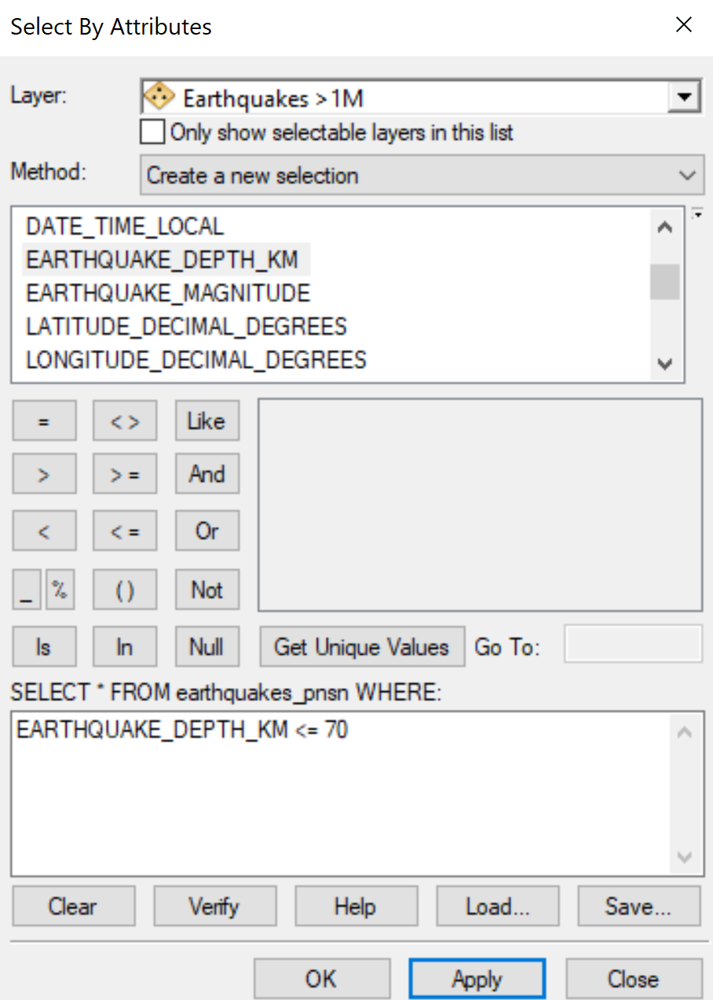 Select By Attributes
Layer: Earthquakes >1M
Only show selectable layers in this list
Method: Create a new selection
DATE_TIME_LOCAL
EARTHQUAKE_DEPTH_KM
EARTHQUAKE_MAGNITUDE
LATITUDE_DECIMAL_DEGREES
LONGITUDE_DECIMAL_DEGREES
= < > Like
> > = And
< < = Or
_ % ( ) Not
Is In Null Get Unique Values Go To:
SELECT * FROM earthquakes_pnsn WHERE:
EARTHQUAKE_DEPTH_KM <= 70
Clear Verify Help Load... Save...
OK Apply Close